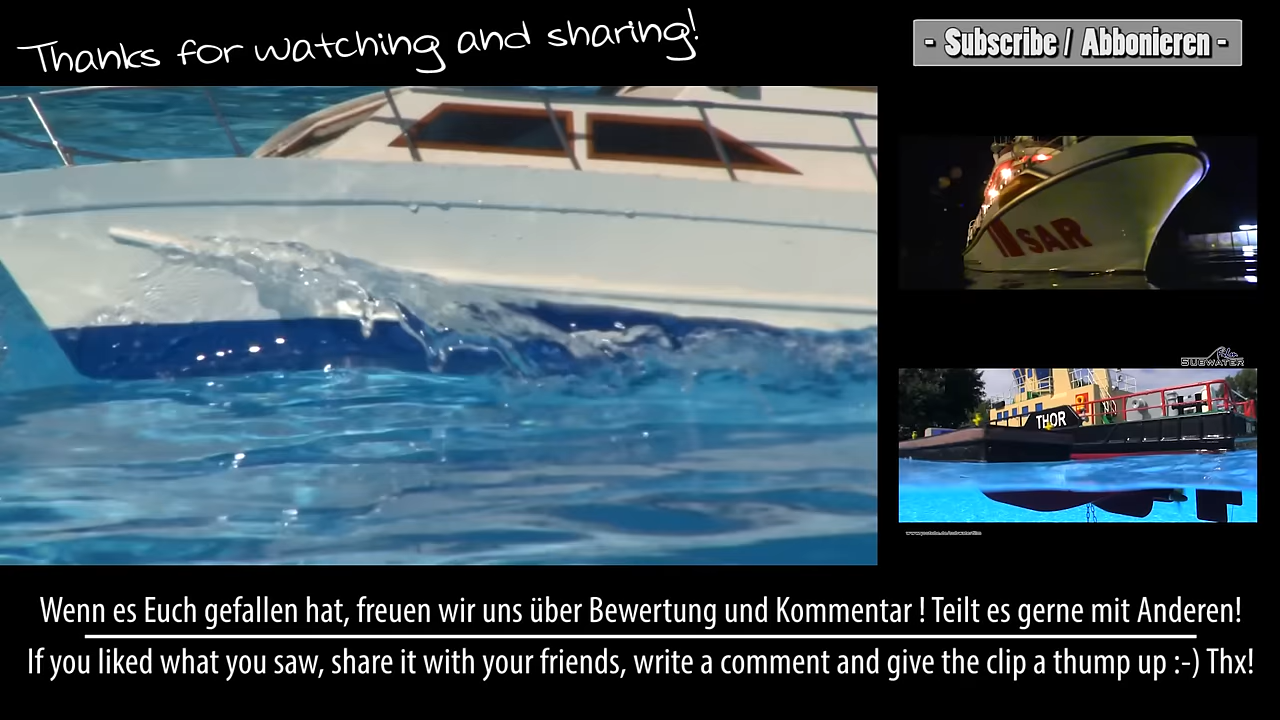 Thanks for watching and sharing!
- Subscribe / Abbonieren -
SAR
Film
SUBWATER
THOR
Wenn es Euch gefallen hat, freuen wir uns über Bewertung und Kommentar ! Teilt es gerne mit Anderen!
If you liked what you saw, share it with your friends, write a comment and give the clip a thump up :-) Thx!